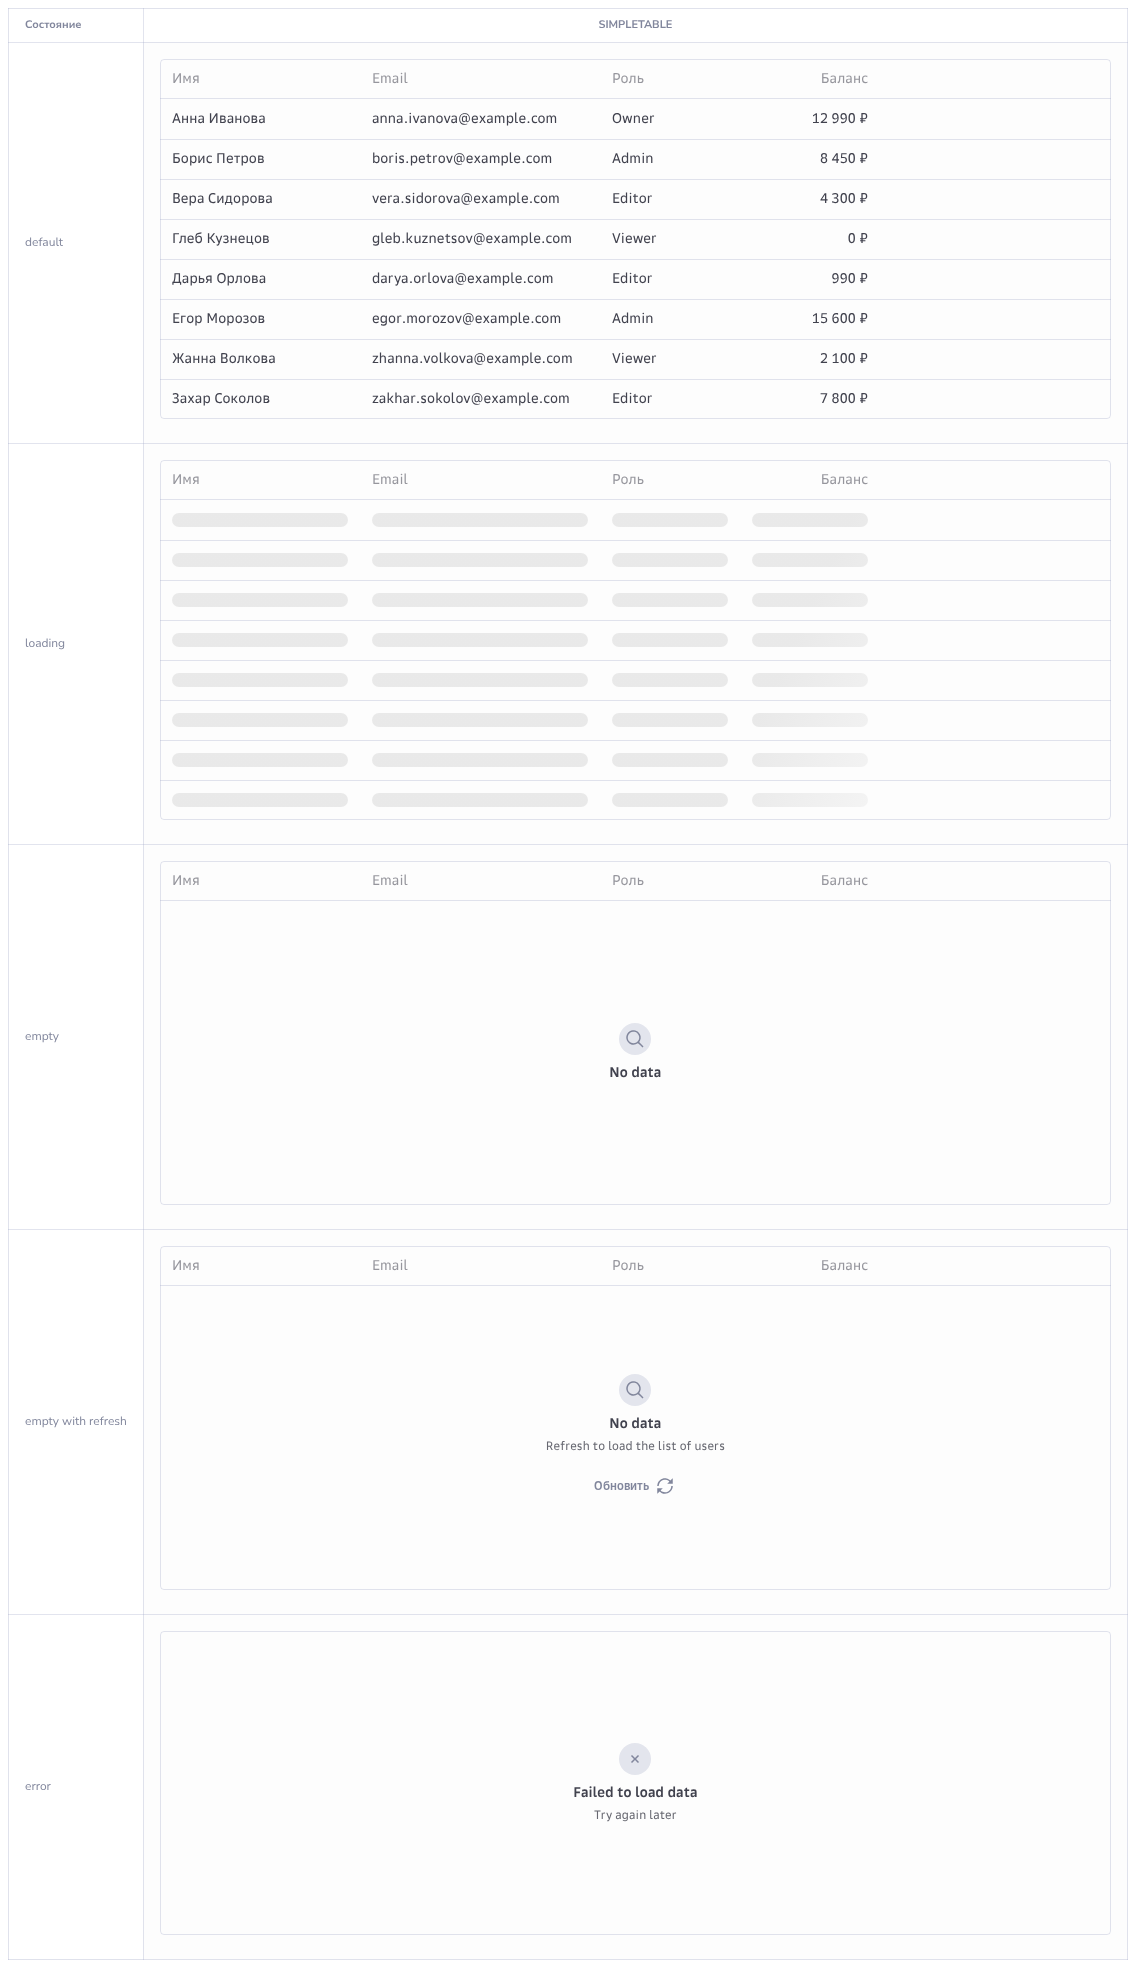 Состояние SIMPLETABLE
Имя Email Роль Баланс
Анна Иванова anna.ivanova@example.com Owner 12 990 ₽
Борис Петров boris.petrov@example.com Admin 8 450 ₽
Вера Сидорова vera.sidorova@example.com Editor 4 300 ₽
Глеб Кузнецов gleb.kuznetsov@example.com Viewer 0 ₽
default
Дарья Орлова darya.orlova@example.com Editor 990 ₽
Егор Морозов egor.morozov@example.com Admin 15 600 ₽
Жанна Волкова zhanna.volkova@example.com Viewer 2 100 ₽
Захар Соколов zakhar.sokolov@example.com Editor 7 800 ₽
Имя Email Роль Баланс
loading
Имя Email Роль Баланс
empty
No data
Имя Email Роль Баланс
empty with refresh
No data
Refresh to load the list of users
Обновить
error
Failed to load data
Try again later